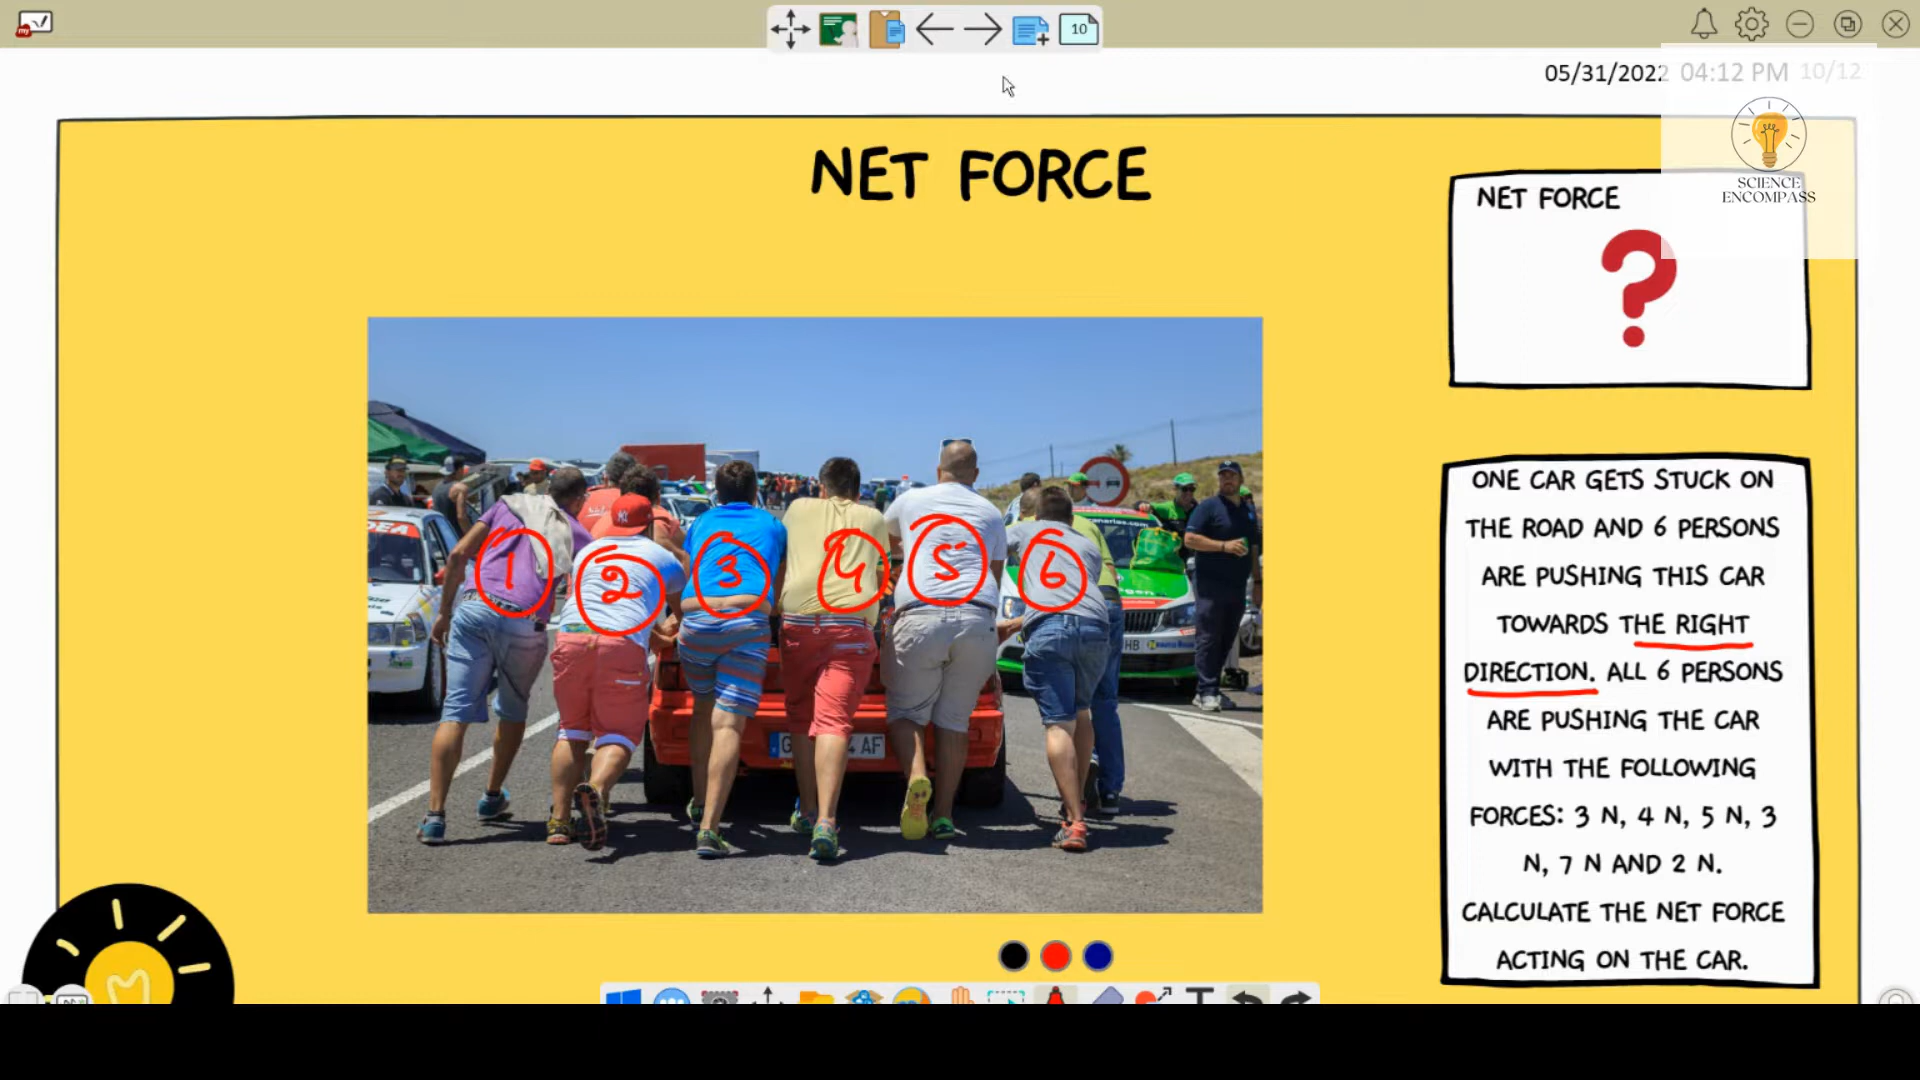 my
10
05/31/2022 04:12 PM 10/12
NET FORCE
NET FORCE
?
SCIENCE
ENCOMPASS
1
2
3
4
5
6
ONE CAR GETS STUCK ON
THE ROAD AND 6 PERSONS
ARE PUSHING THIS CAR
TOWARDS THE RIGHT
DIRECTION. ALL 6 PERSONS
ARE PUSHING THE CAR
WITH THE FOLLOWING
FORCES: 3 N, 4 N, 5 N, 3
N, 7 N AND 2 N.
CALCULATE THE NET FORCE
ACTING ON THE CAR.